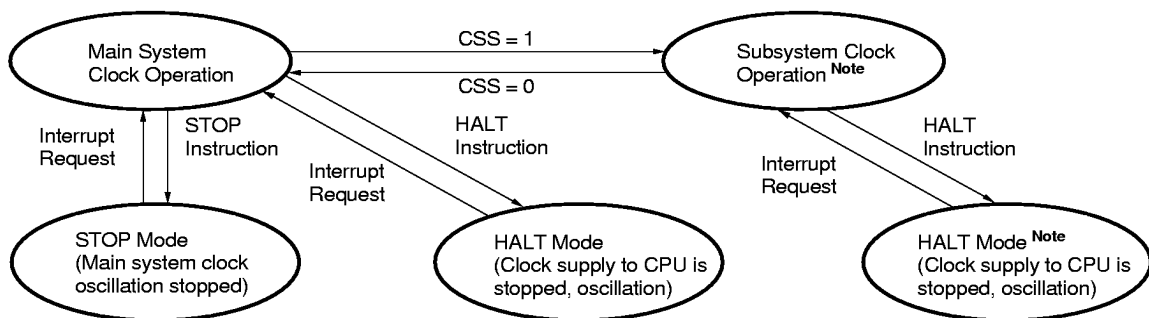 Main System
Clock Operation
CSS = 1
CSS = 0
Subsystem Clock
Operation Note
Interrupt
Request
STOP
Instruction
HALT
Instruction
Interrupt
Request
HALT
Instruction
Interrupt
Request
STOP Mode
(Main system clock
oscillation stopped)
HALT Mode
(Clock supply to CPU is
stopped, oscillation)
HALT Mode Note
(Clock supply to CPU is
stopped, oscillation)